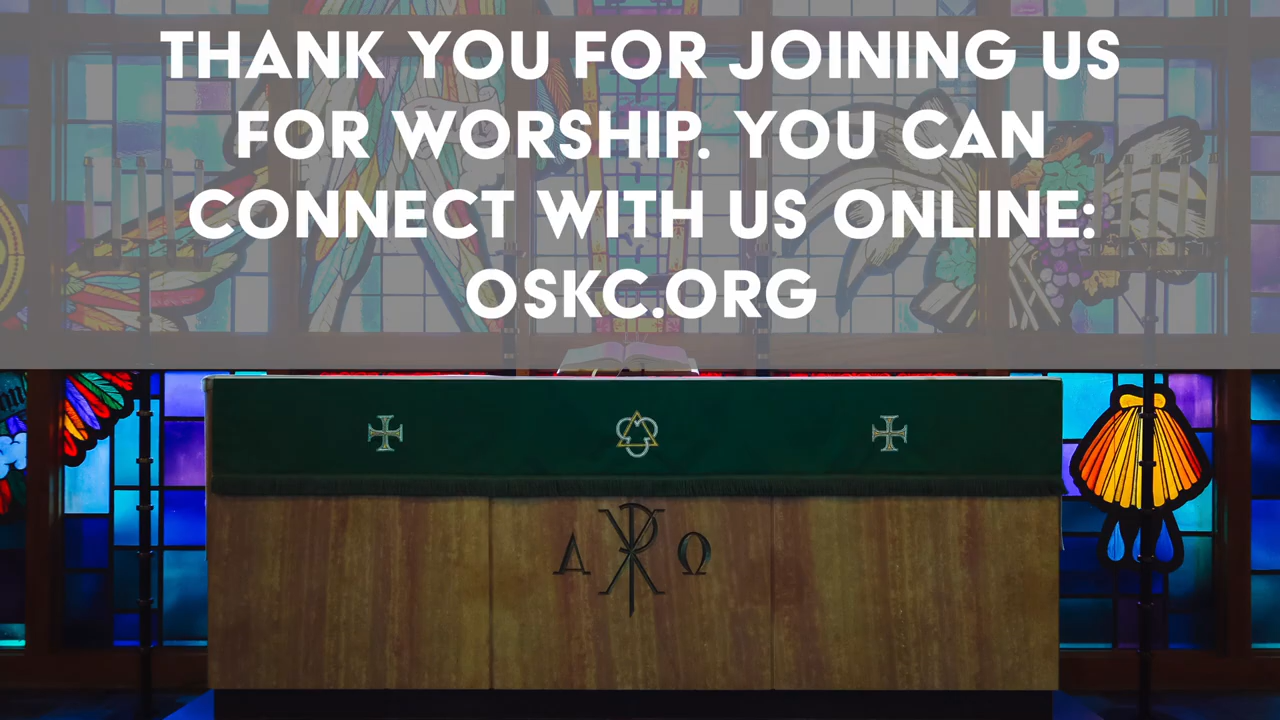 THANK YOU FOR JOINING US
FOR WORSHIP. YOU CAN
CONNECT WITH US ONLINE:
OSKC.ORG
Α ☧ Ω